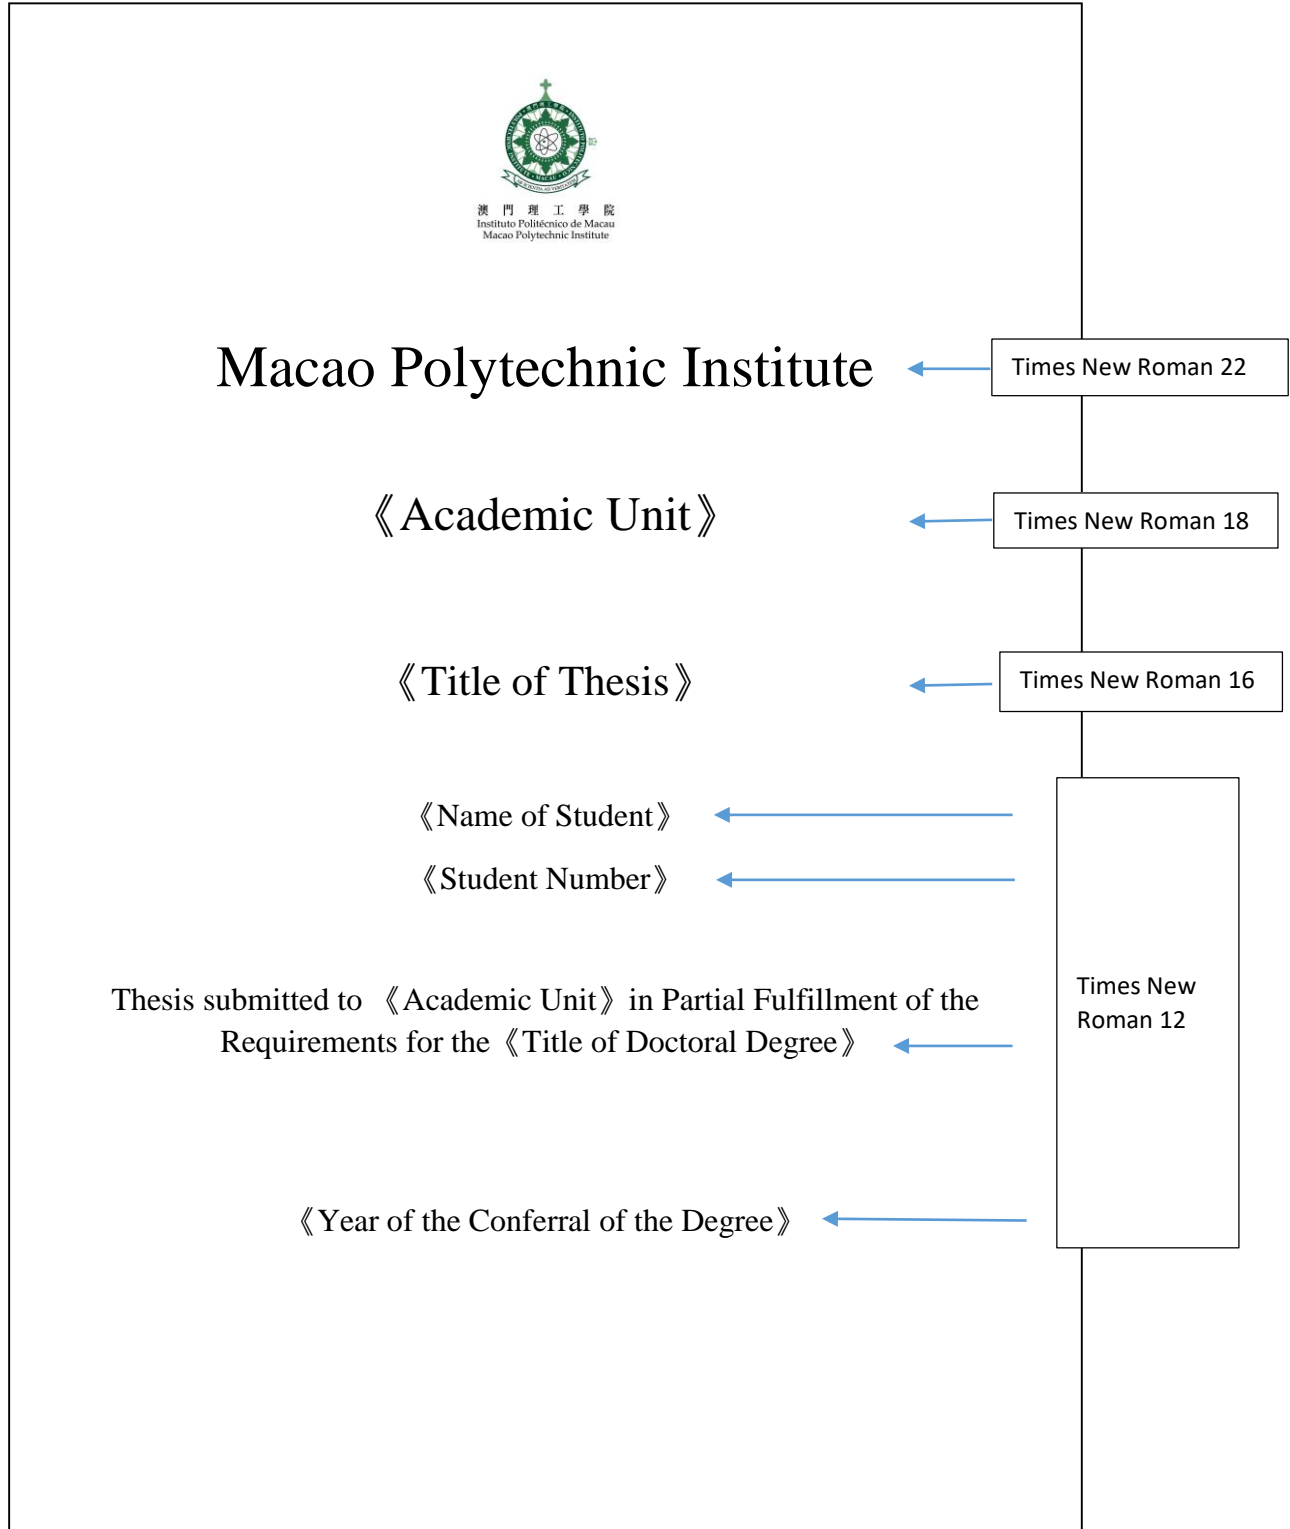 澳門理工學院
Instituto Politécnico de Macau
Macao Polytechnic Institute
Macao Polytechnic Institute
Times New Roman 22
《Academic Unit》
Times New Roman 18
《Title of Thesis》
Times New Roman 16
《Name of Student》
《Student Number》
Thesis submitted to 《Academic Unit》in Partial Fulfillment of the
Requirements for the《Title of Doctoral Degree》
Times New
Roman 12
《Year of the Conferral of the Degree》